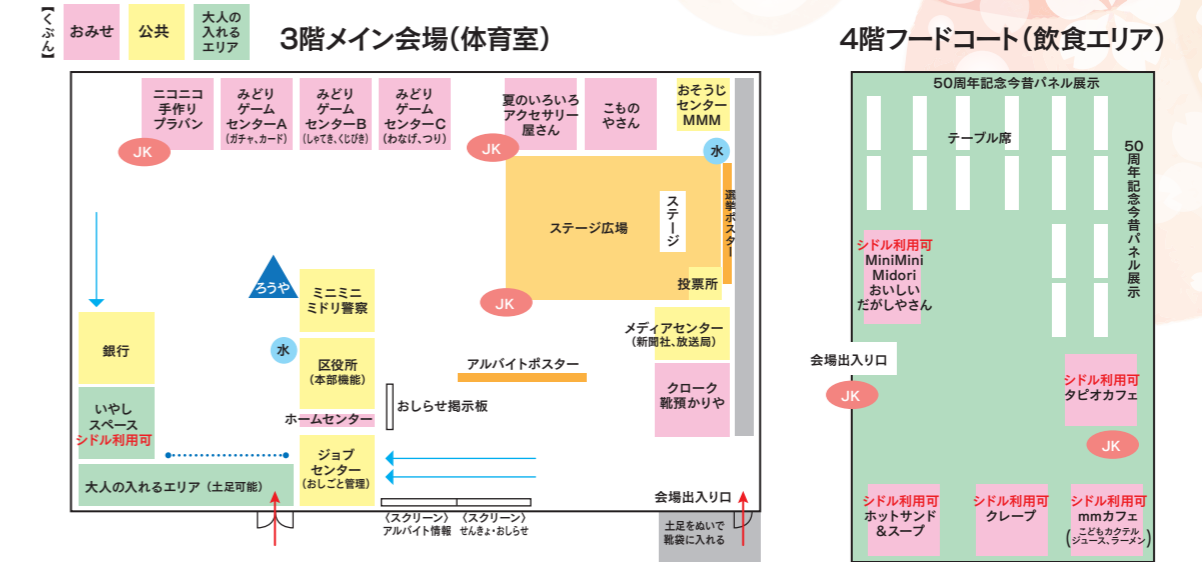 【くぶん】
おみせ
公共
大人の
入れる
エリア
3階メイン会場(体育室)
4階フードコート(飲食エリア)
ニコニコ
手作り
プラバン
JK
みどり
ゲーム
センターA
(ガチャ、カード)
みどり
ゲーム
センターB
(しゃてき、くじびき)
みどり
ゲーム
センターC
(わなげ、つり)
夏のいろいろ
アクセサリー
屋さん
JK
こもの
やさん
おそうじ
センター
MMM
水
ステージ広場
ステージ
選挙ポスター
投票所
JK
ろうや
ミニミニ
ミドリ警察
銀行
水
区役所
(本部機能)
アルバイトポスター
メディアセンター
(新聞社、放送局)
クローク
靴預かりや
いやし
スペース
シドル利用可
ホームセンター
おしらせ掲示板
ジョブ
センター
(おしごと管理)
大人の入れるエリア(土足可能)
〈スクリーン〉
アルバイト情報
〈スクリーン〉
せんきょ・おしらせ
会場出入り口
土足をぬいで
靴袋に入れる
50周年記念今昔パネル展示
テーブル席
50周年記念今昔パネル展示
シドル利用可
MiniMini
Midori
おいしい
だがしやさん
会場出入り口
JK
シドル利用可
タピオカフェ
JK
シドル利用可
ホットサンド
&スープ
シドル利用可
クレープ
シドル利用可
mmカフェ
(こどもカクテル
ジュース、ラーメン)